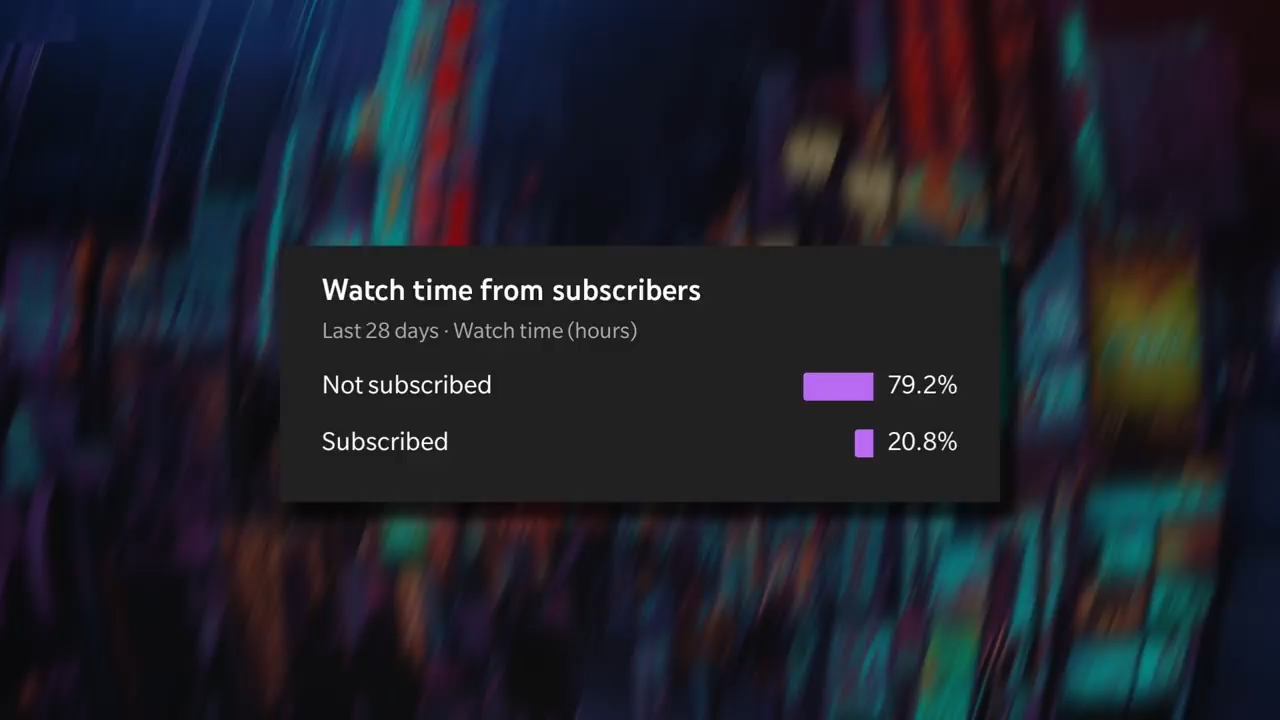 Watch time from subscribers
Last 28 days · Watch time (hours)
Not subscribed 79.2%
Subscribed 20.8%